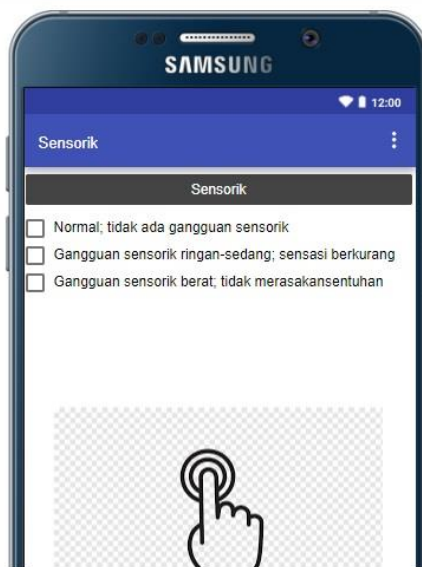 SAMSUNG
12:00
Sensorik
Sensorik
Normal; tidak ada gangguan sensorik
Gangguan sensorik ringan-sedang; sensasi berkurang
Gangguan sensorik berat; tidak merasakansentuhan